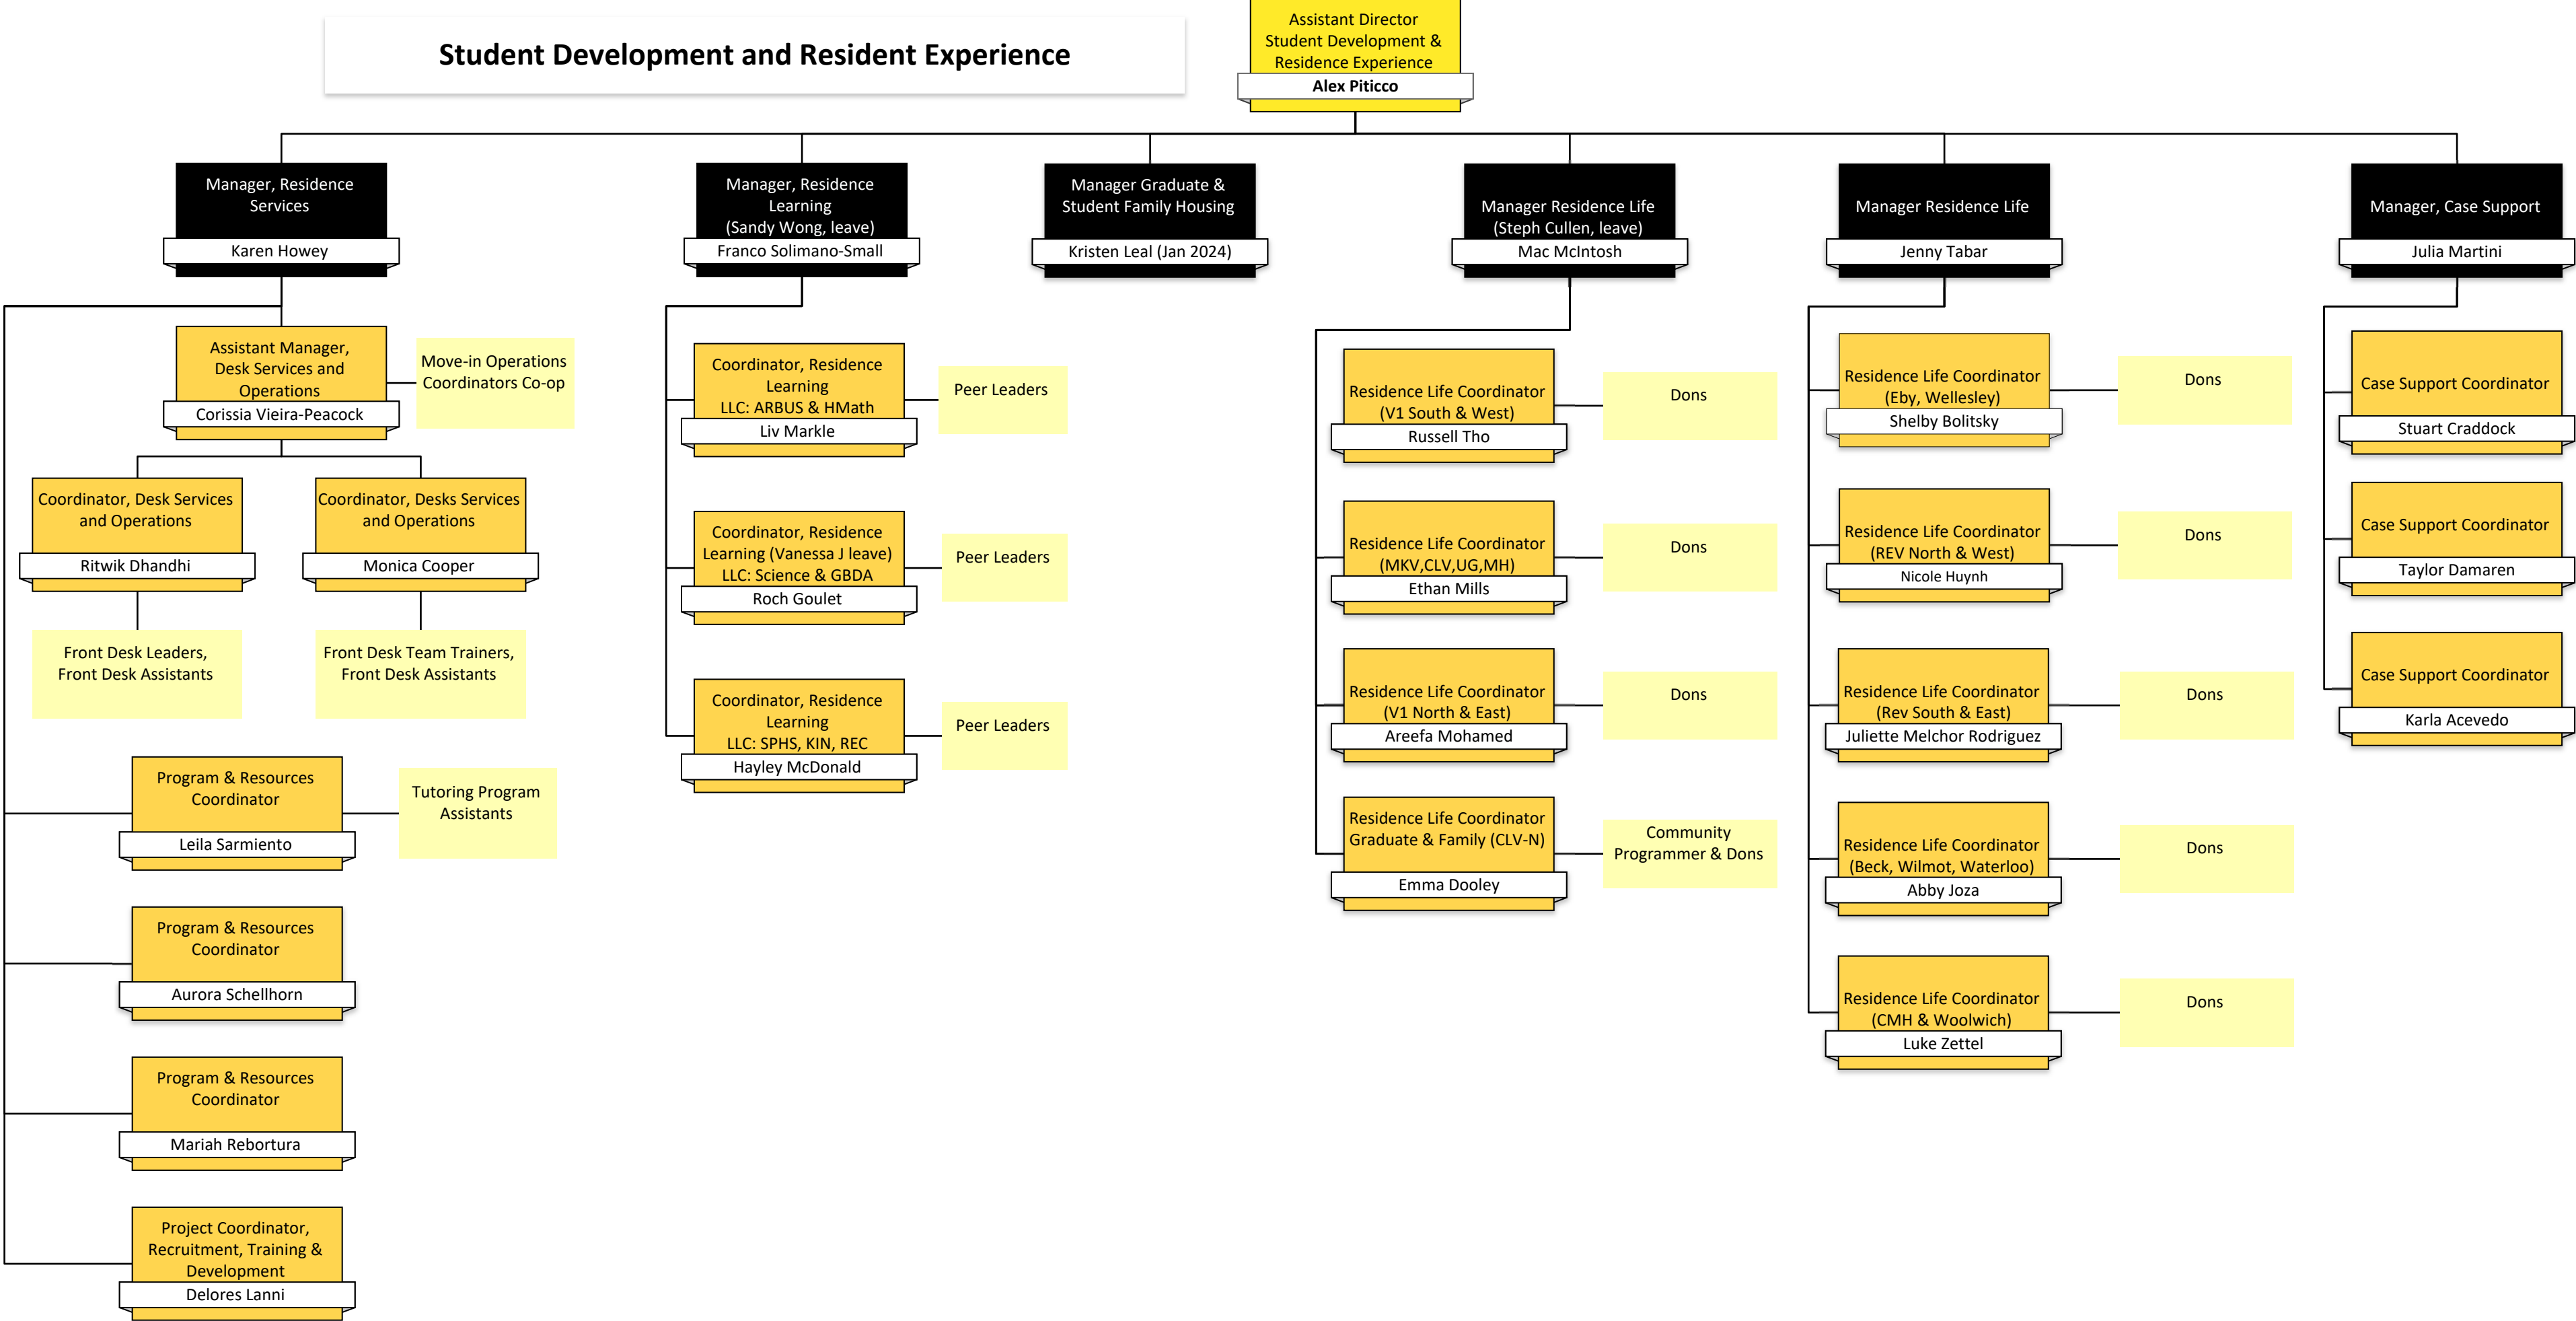 Student Development and Resident Experience
Assistant Director
Student Development &
Residence Experience
Alex Piticco
Manager, Residence
Services
Karen Howey
Manager, Residence
Learning
(Sandy Wong, leave)
Franco Solimano-Small
Manager Graduate &
Student Family Housing
Kristen Leal (Jan 2024)
Manager Residence Life
(Steph Cullen, leave)
Mac McIntosh
Manager Residence Life
Jenny Tabar
Manager, Case Support
Julia Martini
Assistant Manager,
Desk Services and
Operations
Corissia Vieira-Peacock
Move-in Operations
Coordinators Co-op
Coordinator, Desk Services
and Operations
Ritwik Dhandhi
Coordinator, Desks Services
and Operations
Monica Cooper
Front Desk Leaders,
Front Desk Assistants
Front Desk Team Trainers,
Front Desk Assistants
Program & Resources
Coordinator
Leila Sarmiento
Tutoring Program
Assistants
Program & Resources
Coordinator
Aurora Schellhorn
Program & Resources
Coordinator
Mariah Rebortura
Project Coordinator,
Recruitment, Training &
Development
Delores Lanni
Coordinator, Residence
Learning
LLC: ARBUS & HMath
Liv Markle
Peer Leaders
Coordinator, Residence
Learning (Vanessa J leave)
LLC: Science & GBDA
Roch Goulet
Peer Leaders
Coordinator, Residence
Learning
LLC: SPHS, KIN, REC
Hayley McDonald
Peer Leaders
Residence Life Coordinator
(V1 South & West)
Russell Tho
Dons
Residence Life Coordinator
(MKV,CLV,UG,MH)
Ethan Mills
Dons
Residence Life Coordinator
(V1 North & East)
Areefa Mohamed
Dons
Residence Life Coordinator
Graduate & Family (CLV-N)
Emma Dooley
Community
Programmer & Dons
Residence Life Coordinator
(Eby, Wellesley)
Shelby Bolitsky
Dons
Residence Life Coordinator
(REV North & West)
Nicole Huynh
Dons
Residence Life Coordinator
(Rev South & East)
Juliette Melchor Rodriguez
Dons
Residence Life Coordinator
(Beck, Wilmot, Waterloo)
Abby Joza
Dons
Residence Life Coordinator
(CMH & Woolwich)
Luke Zettel
Dons
Case Support Coordinator
Stuart Craddock
Case Support Coordinator
Taylor Damaren
Case Support Coordinator
Karla Acevedo